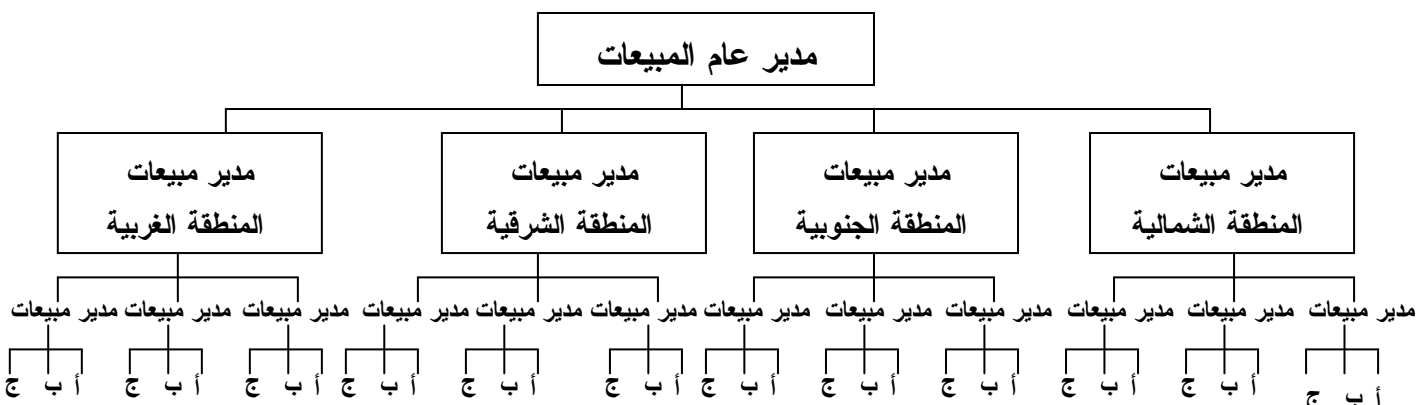 مدير عام المبيعات
مدير مبيعات
المنطقة الشمالية
مدير مبيعات
المنطقة الجنوبية
مدير مبيعات
المنطقة الشرقية
مدير مبيعات
المنطقة الغربية
مدير مبيعات مدير مبيعات مدير مبيعات مدير مبيعات مدير مبيعات مدير مبيعات مدير مبيعات مدير مبيعات مدير مبيعات مدير مبيعات مدير مبيعات مدير مبيعات
أ ب ج أ ب ج أ ب ج أ ب ج أ ب ج أ ب ج أ ب ج أ ب ج أ ب ج أ ب ج أ ب ج أ ب ج